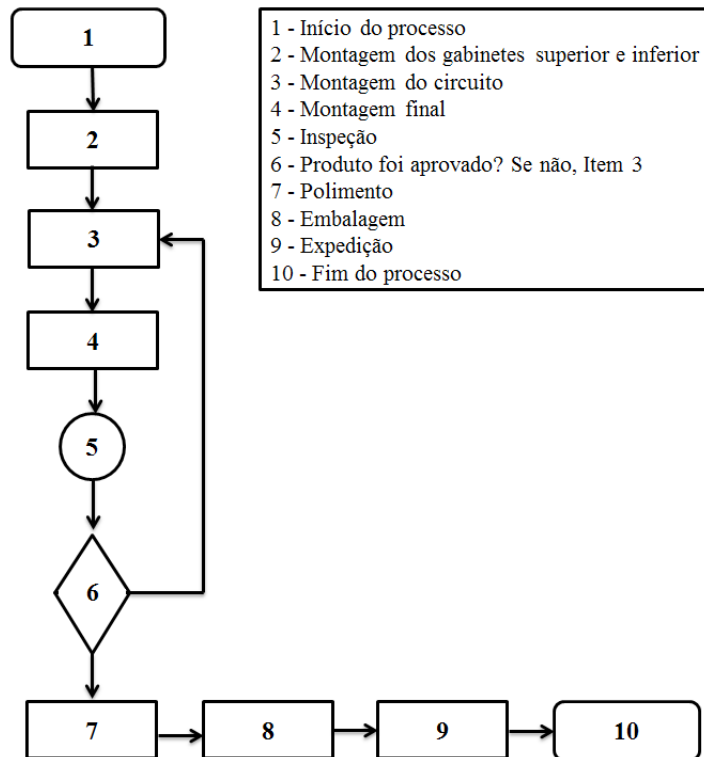 1
2
3
4
5
6
7
8
9
10
1 - Início do processo
2 - Montagem dos gabinetes superior e inferior
3 - Montagem do circuito
4 - Montagem final
5 - Inspeção
6 - Produto foi aprovado? Se não, Item 3
7 - Polimento
8 - Embalagem
9 - Expedição
10 - Fim do processo